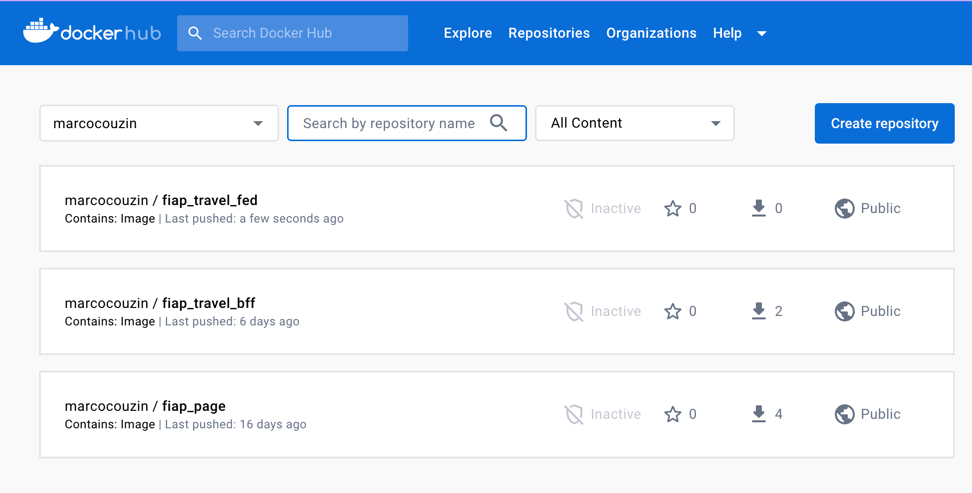 dockerhub Search Docker Hub Explore Repositories Organizations Help
marcocouzin Search by repository name All Content Create repository
marcocouzin / fiap_travel_fed
Contains: Image | Last pushed: a few seconds ago
Inactive 0 0 Public
marcocouzin / fiap_travel_bff
Contains: Image | Last pushed: 6 days ago
Inactive 0 2 Public
marcocouzin / fiap_page
Contains: Image | Last pushed: 16 days ago
Inactive 0 4 Public